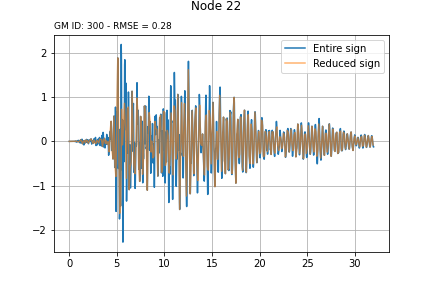 Node 22
GM ID: 300 - RMSE = 0.28
Entire sign
Reduced sign
2
1
0
−1
−2
0 5 10 15 20 25 30